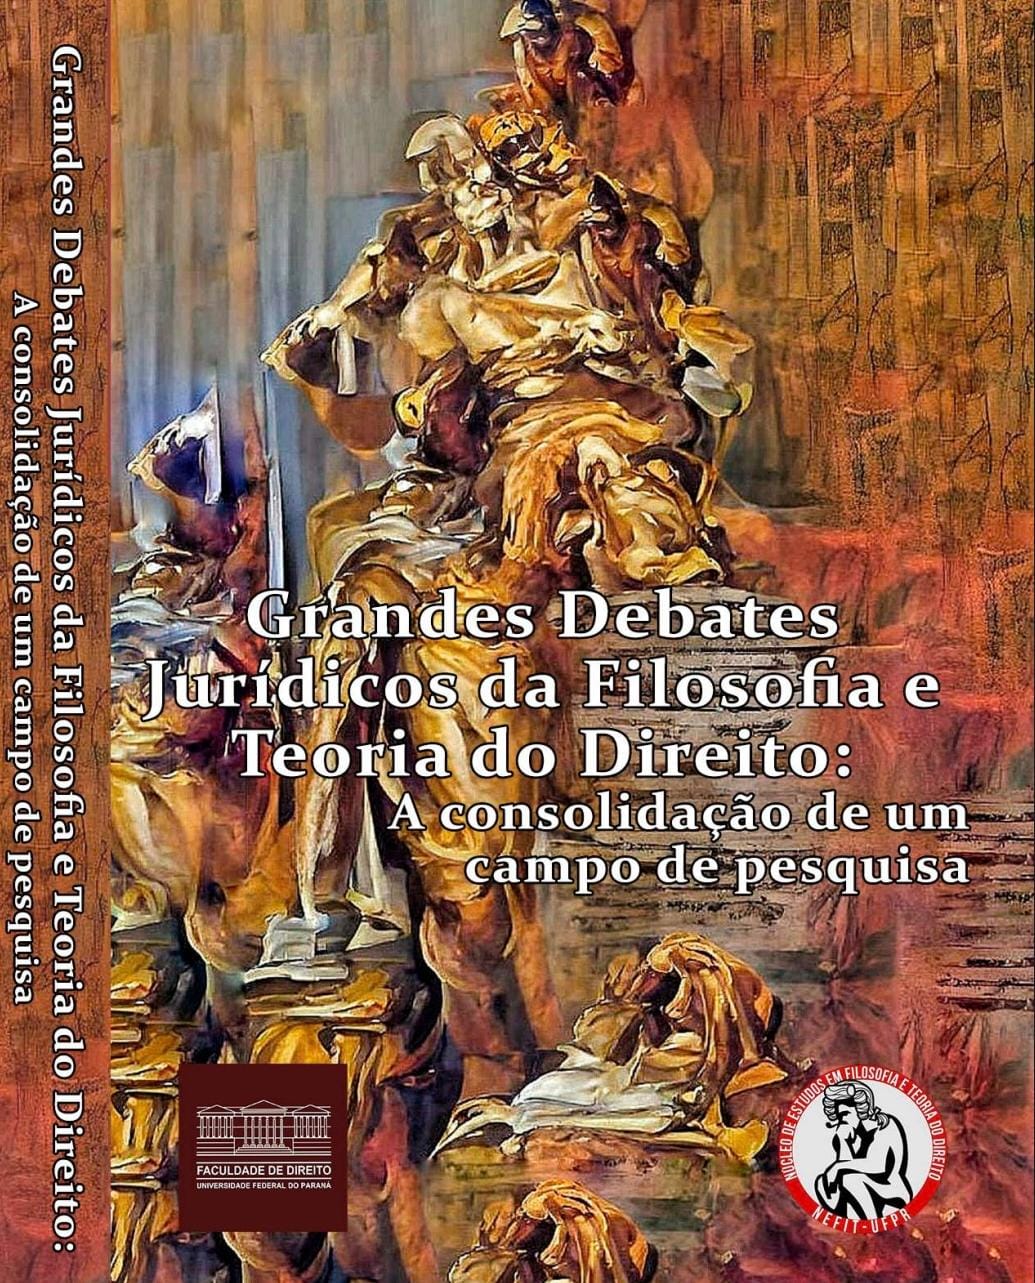 Grandes Debates Jurídicos da Filosofia e Teoria do Direito:
A consolidação de um campo de pesquisa
Grandes Debates
Jurídicos da Filosofia e
Teoria do Direito:
A consolidação de um
campo de pesquisa
FACULDADE DE DIREITO
UNIVERSIDADE FEDERAL DO PARANÁ
NÚCLEO DE ESTUDOS EM FILOSOFIA E TEORIA DO DIREITO
NEFIT-UFPR